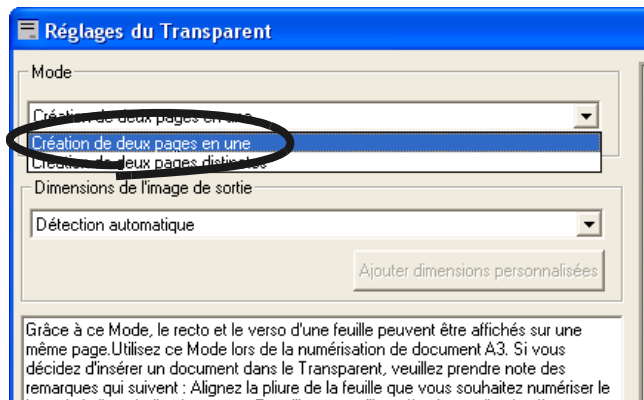 Réglages du Transparent
Mode
Création de deux pages en une
Création de deux pages en une
Création de deux pages distinctes
Dimensions de l'image de sortie
Détection automatique
Ajouter dimensions personnalisées
Grâce à ce Mode, le recto et le verso d'une feuille peuvent être affichés sur une
même page.Utilisez ce Mode lors de la numérisation de document A3. Si vous
décidez d'insérer un document dans le Transparent, veuillez prendre note des
remarques qui suivent : Alignez la pliure de la feuille que vous souhaitez numériser le